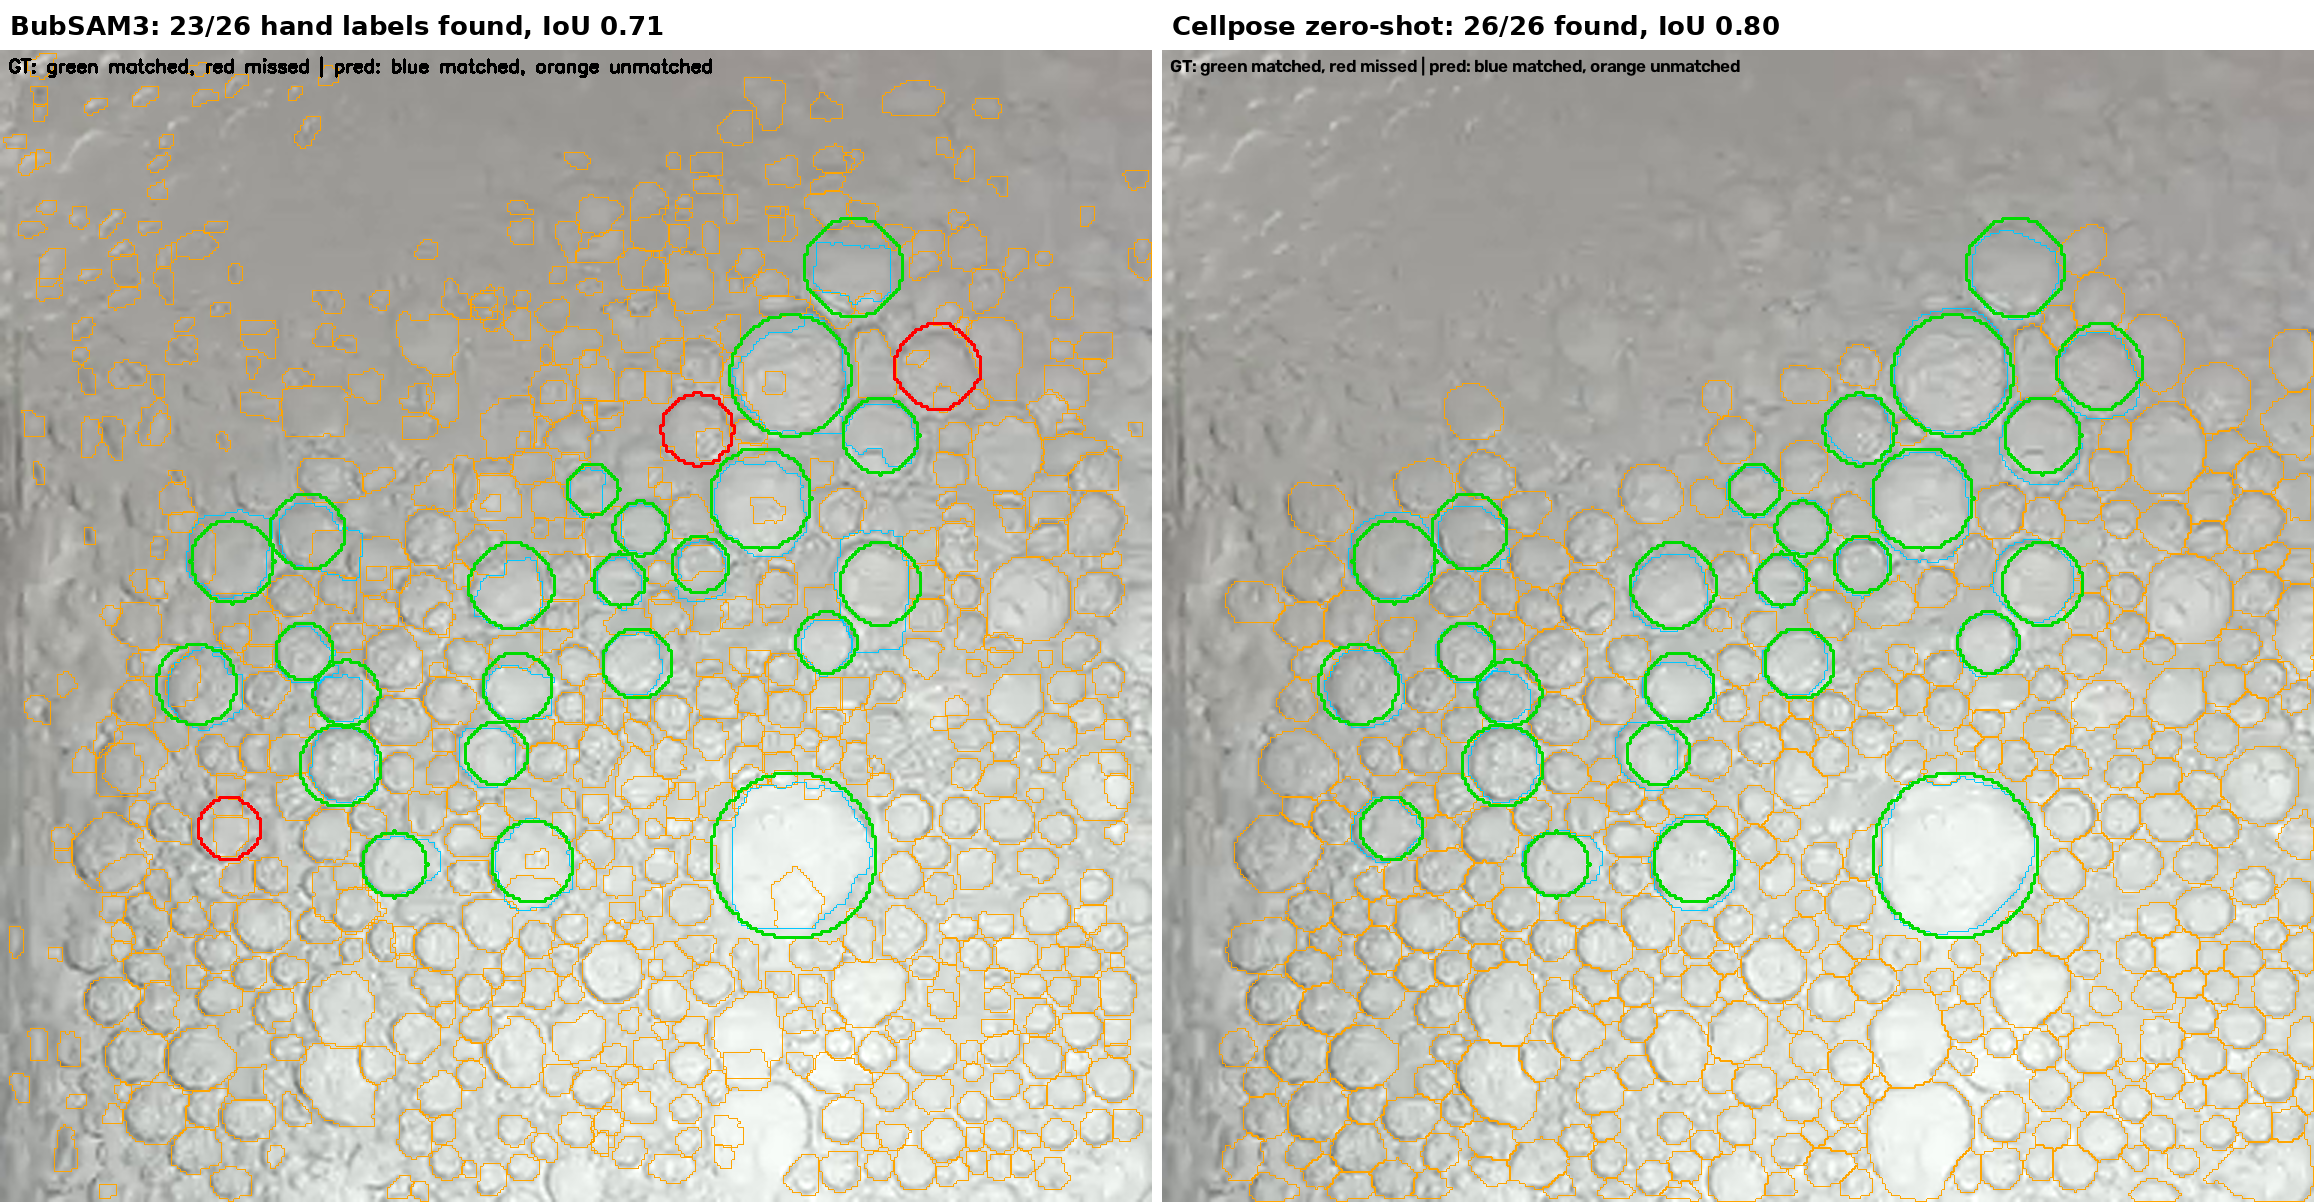 BubSAM3: 23/26 hand labels found, IoU 0.71
GT: green matched, red missed | pred: blue matched, orange unmatched
Cellpose zero-shot: 26/26 found, IoU 0.80
GT: green matched, red missed | pred: blue matched, orange unmatched